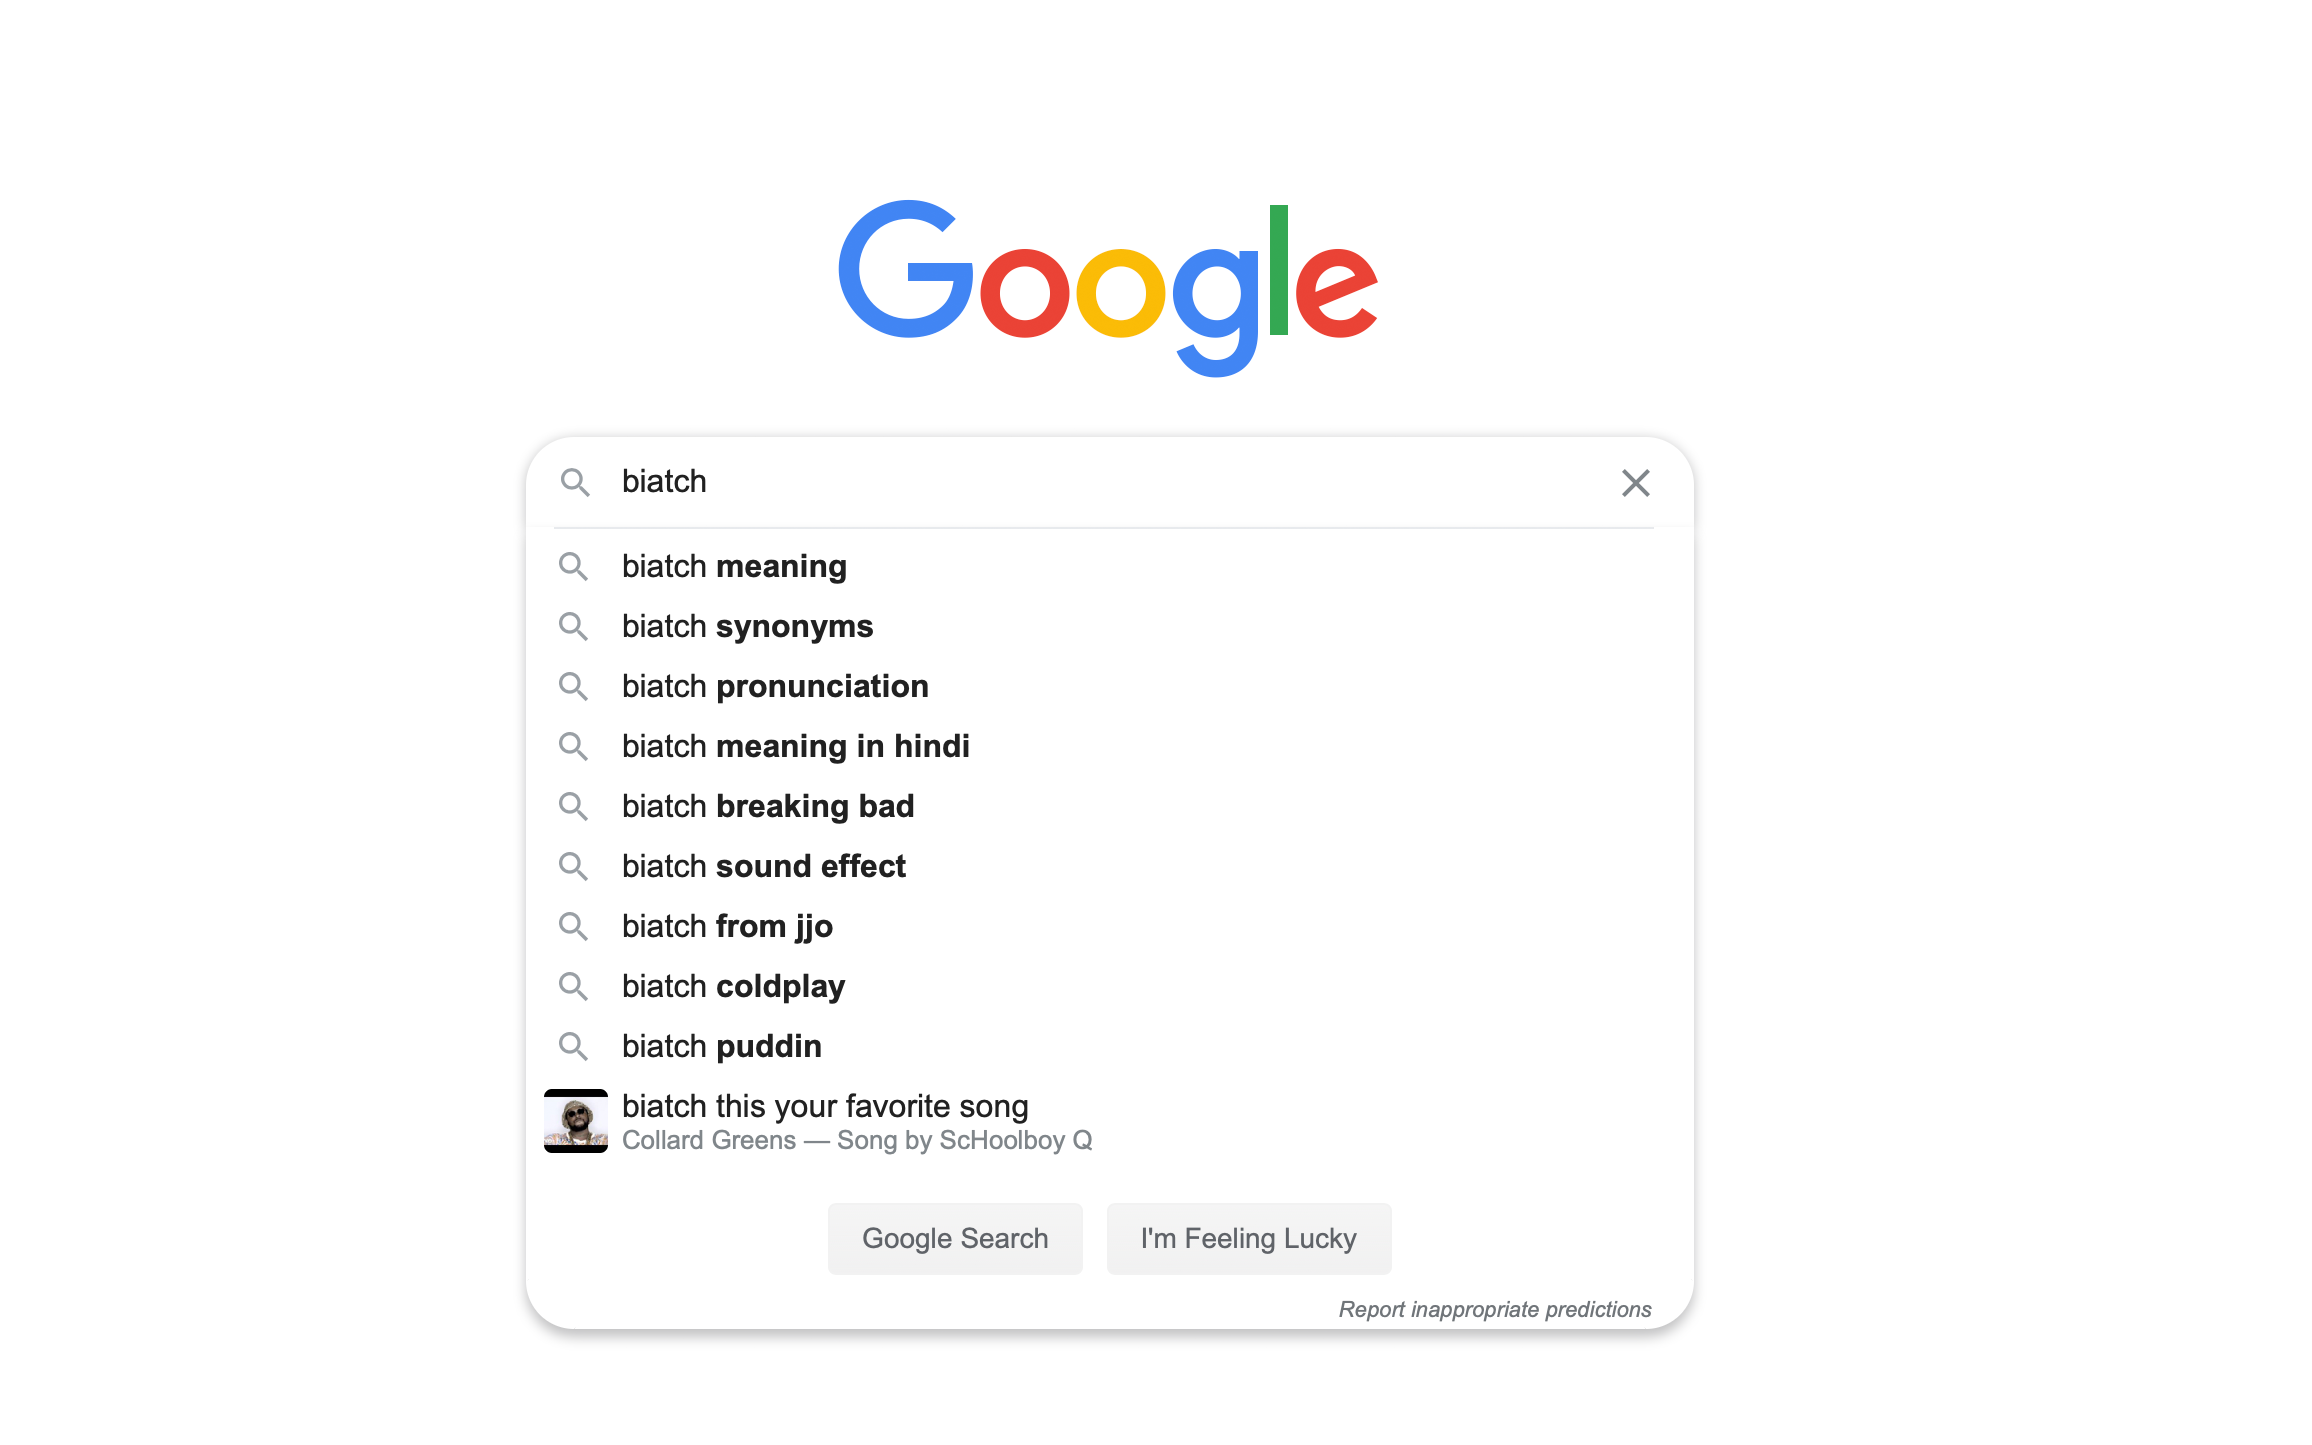 Google
biatch
biatch meaning
biatch synonyms
biatch pronunciation
biatch meaning in hindi
biatch breaking bad
biatch sound effect
biatch from jjo
biatch coldplay
biatch puddin
biatch this your favorite song
Collard Greens — Song by ScHoolboy Q
Google Search
I'm Feeling Lucky
Report inappropriate predictions